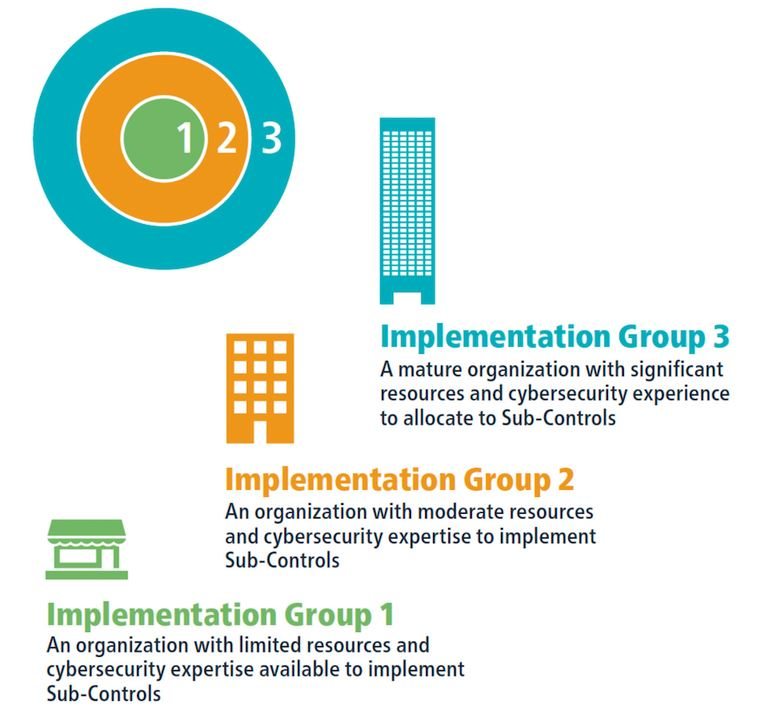 1 2 3
Implementation Group 3
A mature organization with significant
resources and cybersecurity experience
to allocate to Sub-Controls
Implementation Group 2
An organization with moderate resources
and cybersecurity expertise to implement
Sub-Controls
Implementation Group 1
An organization with limited resources and
cybersecurity expertise available to implement
Sub-Controls